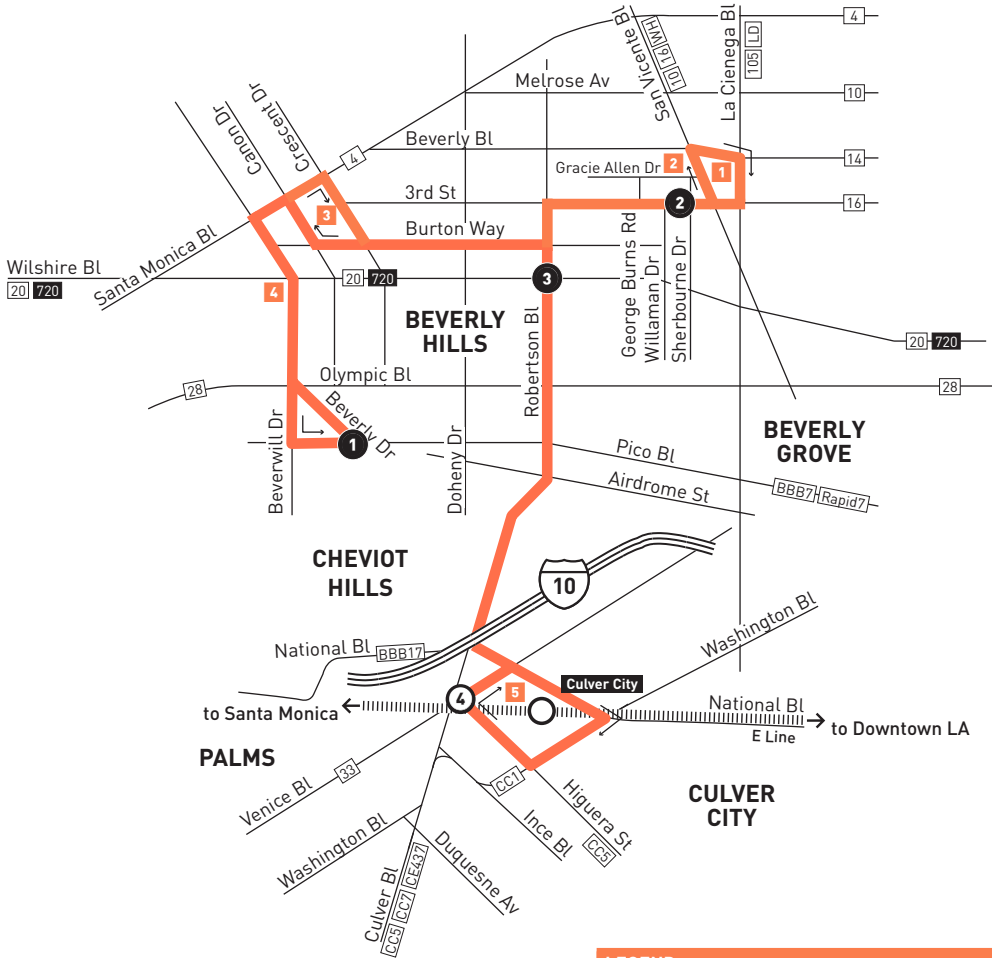 San Vicente Bl
10 16 WH
La Cienega Bl
105 LD
4
Melrose Av
10
Canon Dr
Crescent Dr
4
Beverly Bl
14
Gracie Allen Dr
2
1
3rd St
2
16
3
Burton Way
Santa Monica Bl
Wilshire Bl
20 720
4
20 720
3
George Burns Rd
Willaman Dr
Sherbourne Dr
BEVERLY
HILLS
Robertson Bl
20 720
Olympic Bl
28
28
Beverly Dr
Beverwill Dr
1
Doheny Dr
Pico Bl
BBB7 Rapid7
Airdrome St
BEVERLY
GROVE
CHEVIOT
HILLS
10
National Bl
BBB17
Washington Bl
Culver City
4
5
to Santa Monica
National Bl
E Line
to Downtown LA
PALMS
Venice Bl
33
CC1
Higuera St
CC5
Ince Bl
CULVER
CITY
Washington Bl
Duquesne Av
Culver Bl
CC5 CC7 CE437